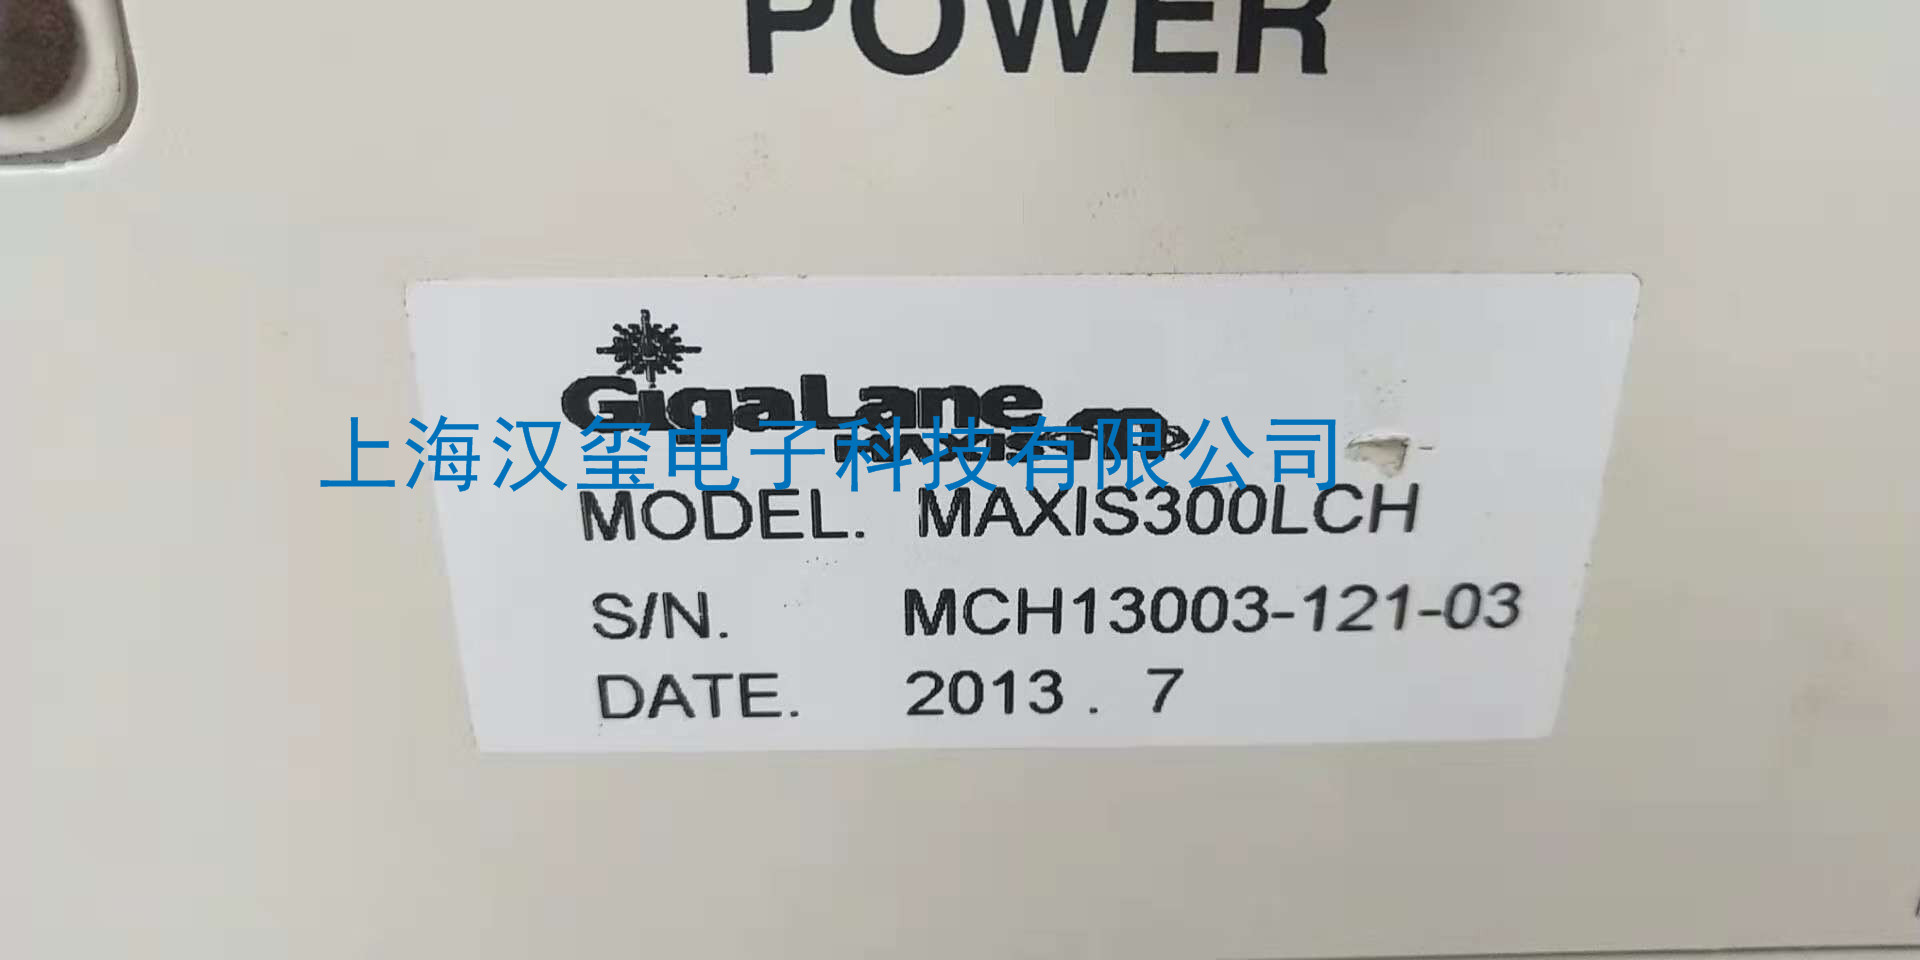 POWER
GigaLane
上海汉玺电子科技有限公司
MODEL. MAXIS300LCH
S/N. MCH13003-121-03
DATE. 2013 . 7